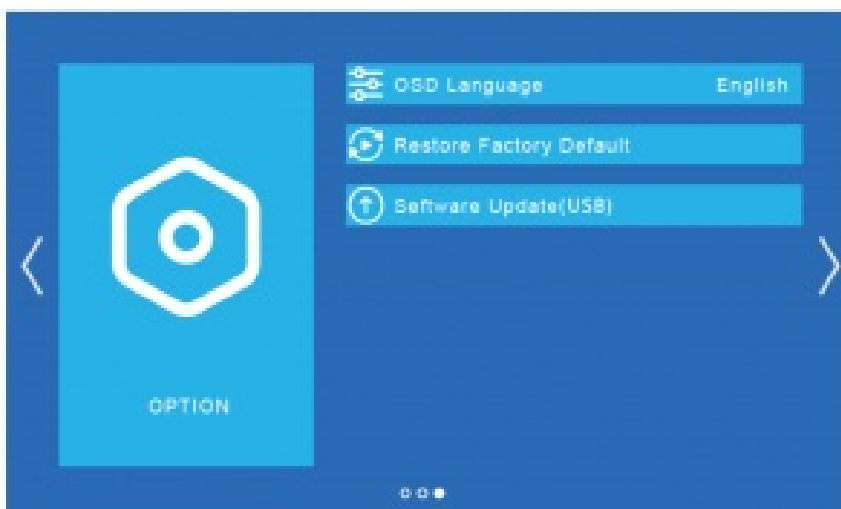 OSD Language English
Restore Factory Default
Software Update(USB)
OPTION